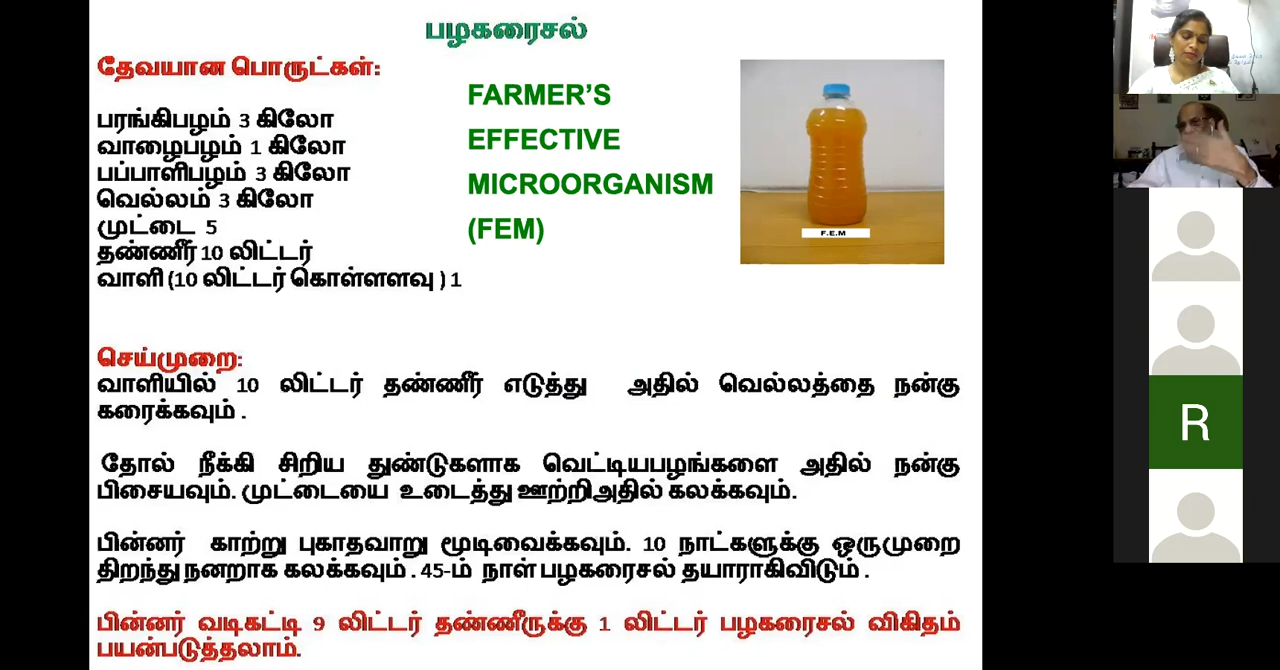 பழகரைசல்
தேவயான பொருட்கள்:
பரங்கிபழம் 3 கிலோ
வாழைபழம் 1 கிலோ
பப்பாளிபழம் 3 கிலோ
வெல்லம் 3 கிலோ
முட்டை 5
தண்ணீர் 10 லிட்டர்
வாளி (10 லிட்டர் கொள்ளளவு ) 1
FARMER’S
EFFECTIVE
MICROORGANISM
(FEM)
F.E.M
செய்முறை:
வாளியில் 10 லிட்டர் தண்ணீர் எடுத்து அதில் வெல்லத்தை நன்கு
கரைக்கவும் .
தோல் நீக்கி சிறிய துண்டுகளாக வெட்டியபழங்களை அதில் நன்கு
பிசையவும். முட்டையை உடைத்து ஊற்றிஅதில் கலக்கவும்.
பின்னர் காற்று புகாதவாறு மூடிவைக்கவும். 10 நாட்களுக்கு ஒருமுறை
திறந்து நனறாக கலக்கவும் . 45-ம் நாள் பழகரைசல் தயாராகிவிடும் .
பின்னர் வடிகட்டி 9 லிட்டர் தண்ணீருக்கு 1 லிட்டர் பழகரைசல் விகிதம்
பயன்படுத்தலாம்.
R